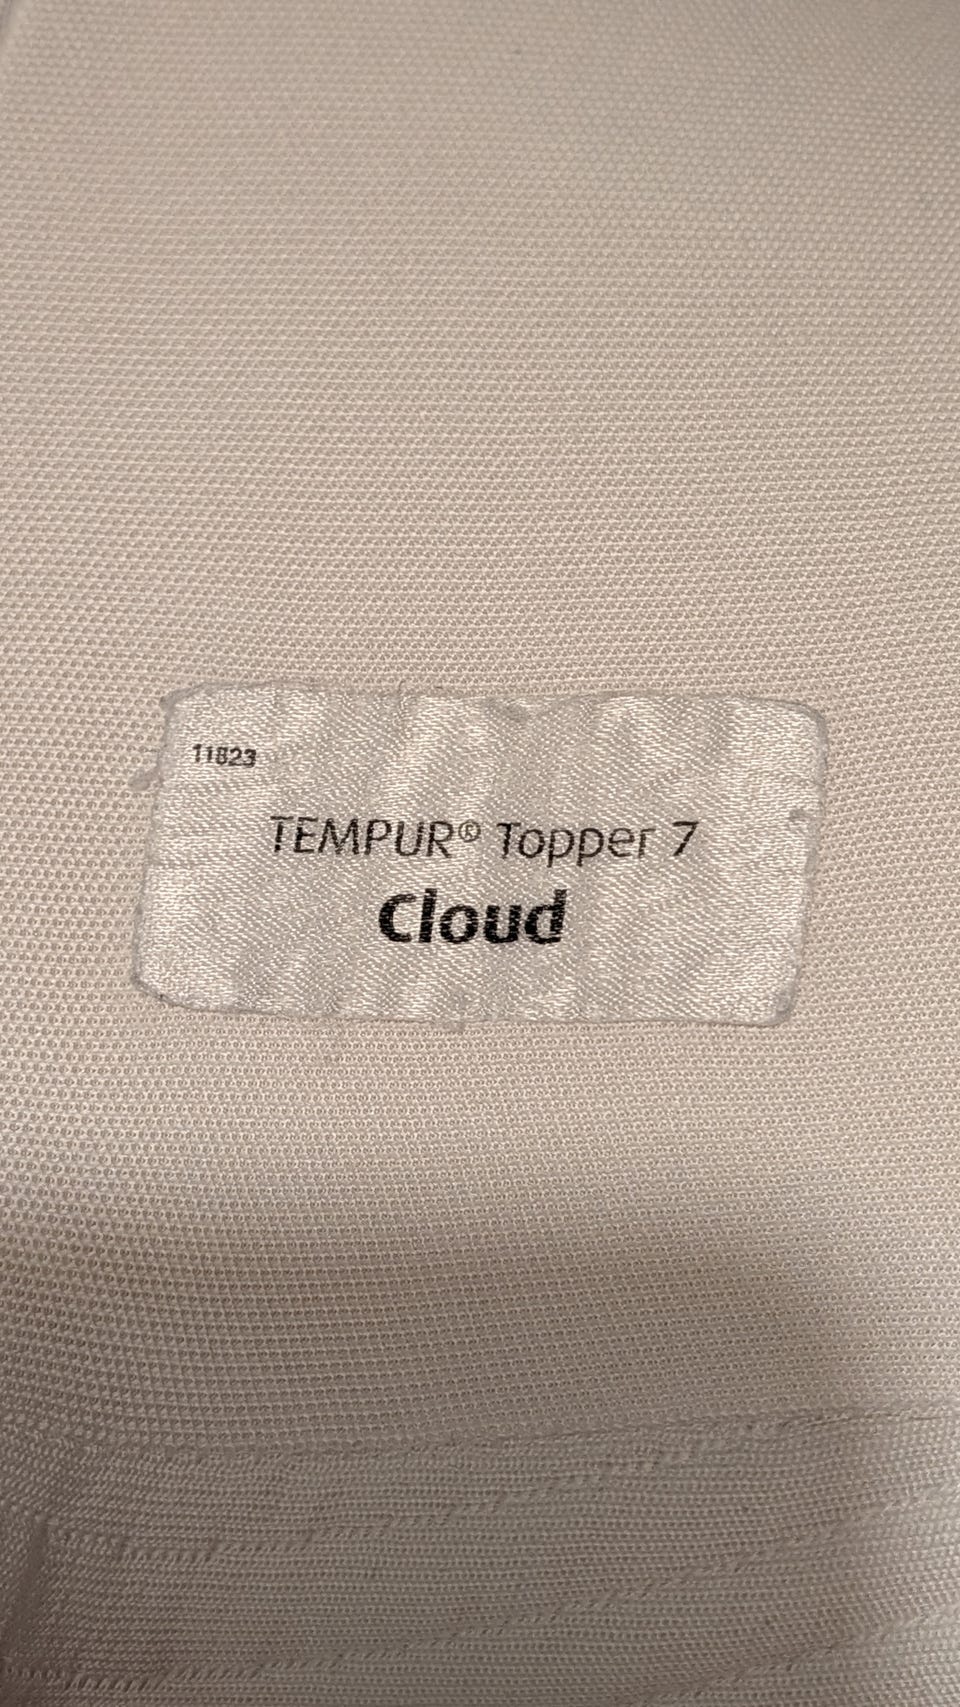 11823
TEMPUR® Topper 7
Cloud